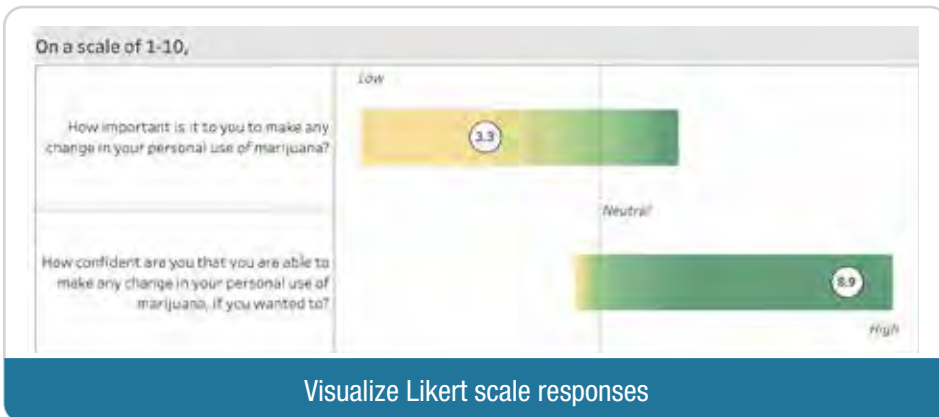 On a scale of 1-10,
Low
How important is it to you to make any
change in your personal use of marijuana?
3.3
Neutral
How confident are you that you are able to
make any change in your personal use of
marijuana, if you wanted to?
8.9
High
Visualize Likert scale responses